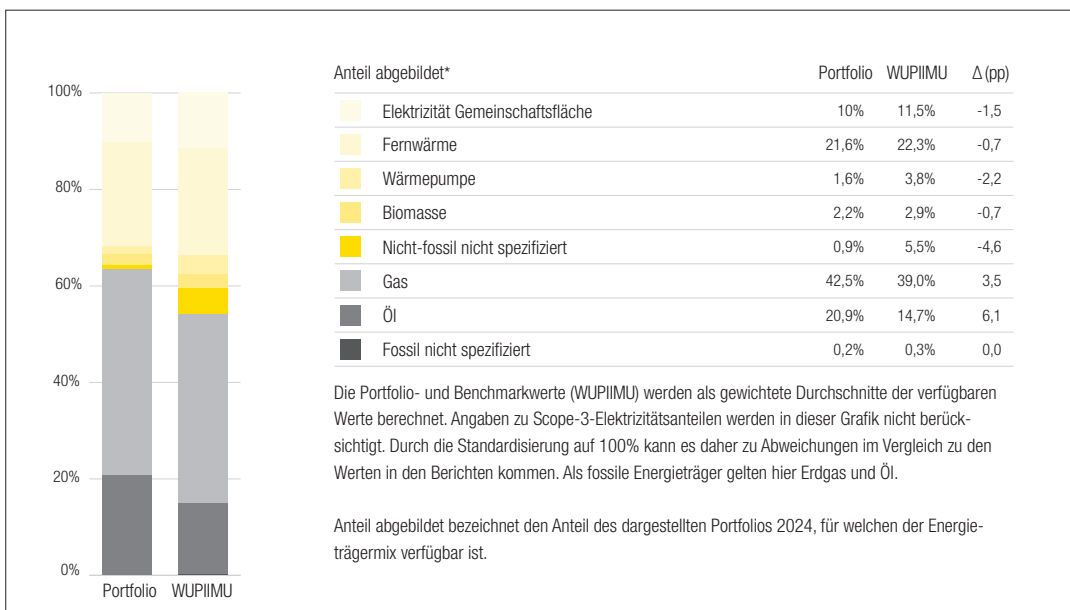 100%
80%
60%
40%
20%
0%
Portfolio WUPIIMU
Anteil abgebildet* Portfolio WUPIIMU Δ (pp)
Elektrizität Gemeinschaftsfläche 10% 11,5% -1,5
Fernwärme 21,6% 22,3% -0,7
Wärmepumpe 1,6% 3,8% -2,2
Biomasse 2,2% 2,9% -0,7
Nicht-fossil nicht spezifiziert 0,9% 5,5% -4,6
Gas 42,5% 39,0% 3,5
Öl 20,9% 14,7% 6,1
Fossil nicht spezifiziert 0,2% 0,3% 0,0
Die Portfolio- und Benchmarkwerte (WUPIIMU) werden als gewichtete Durchschnitte der verfügbaren
Werte berechnet. Angaben zu Scope-3-Elektrizitätsanteilen werden in dieser Grafik nicht berück-
sichtigt. Durch die Standardisierung auf 100% kann es daher zu Abweichungen im Vergleich zu den
Werten in den Berichten kommen. Als fossile Energieträger gelten hier Erdgas und Öl.
Anteil abgebildet bezeichnet den Anteil des dargestellten Portfolios 2024, für welchen der Energie-
trägermix verfügbar ist.